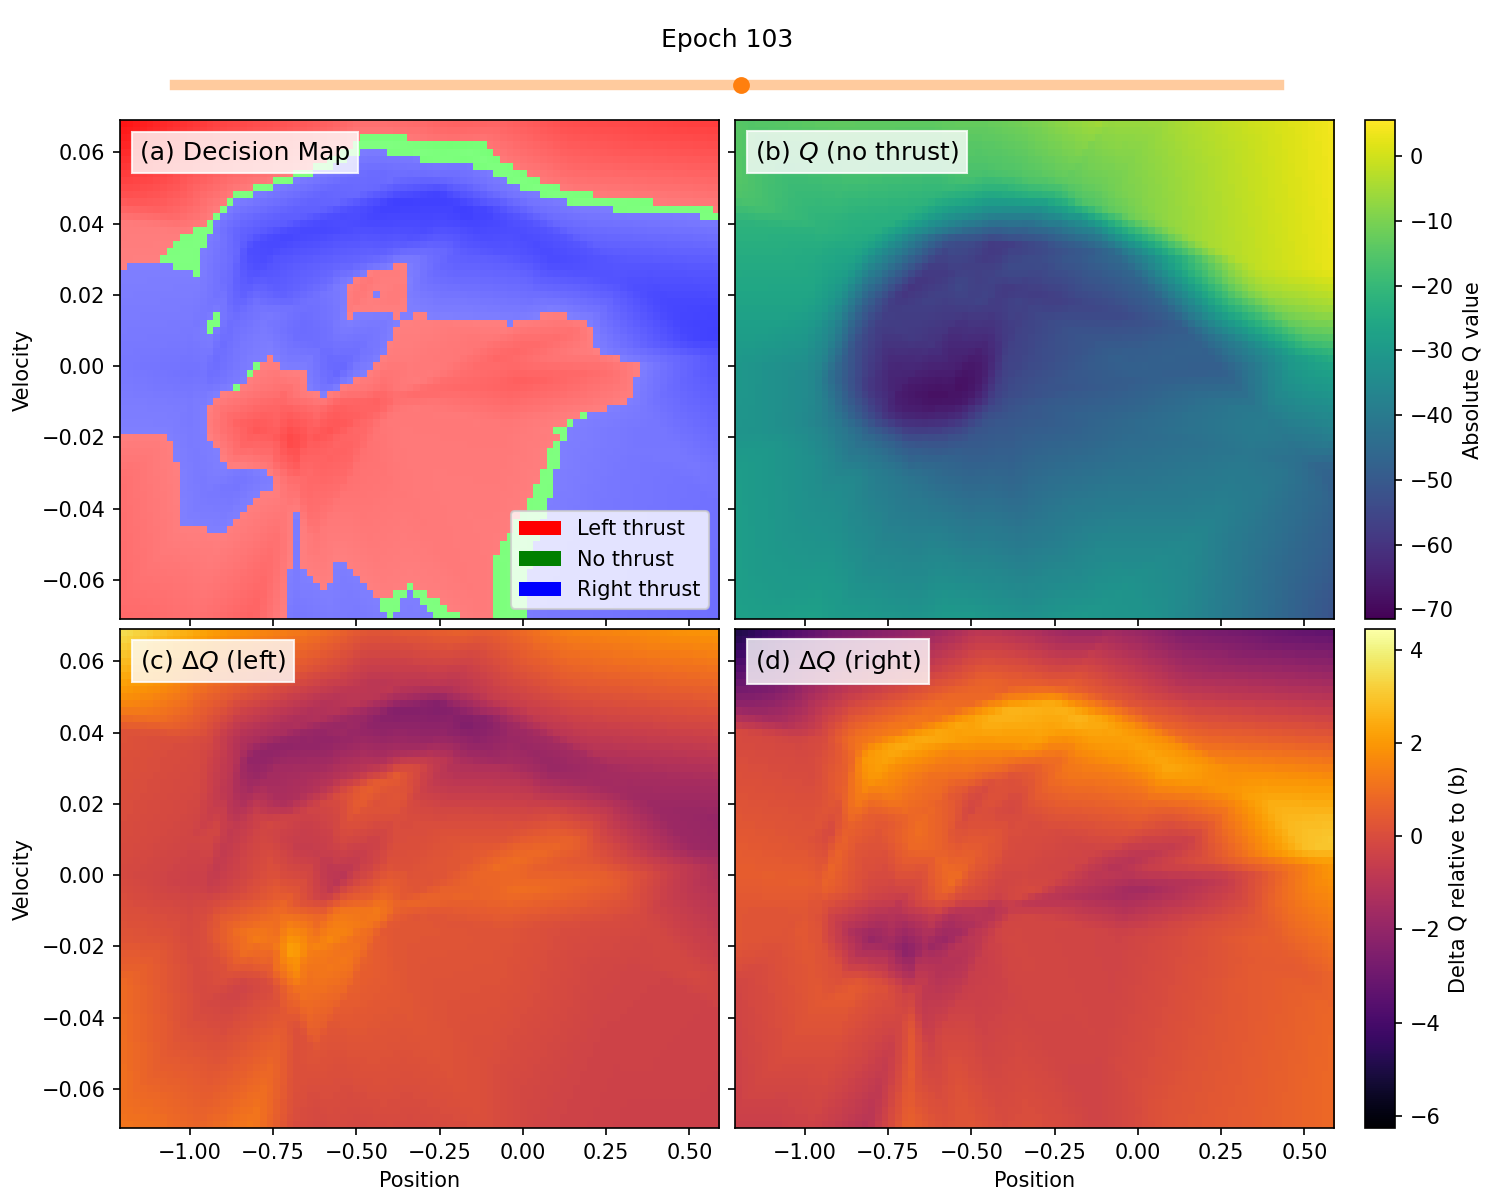 Epoch 103
(a) Decision Map
(b) Q (no thrust)
0.06
0.04
0.02
0.00
−0.02
−0.04
−0.06
Velocity
Left thrust
No thrust
Right thrust
0
−10
−20
−30
−40
−50
−60
−70
Absolute Q value
(c) ΔQ (left)
(d) ΔQ (right)
0.06
0.04
0.02
0.00
−0.02
−0.04
−0.06
Velocity
4
2
0
−2
−4
−6
Delta Q relative to (b)
−1.00 −0.75 −0.50 −0.25 0.00 0.25 0.50
Position
−1.00 −0.75 −0.50 −0.25 0.00 0.25 0.50
Position